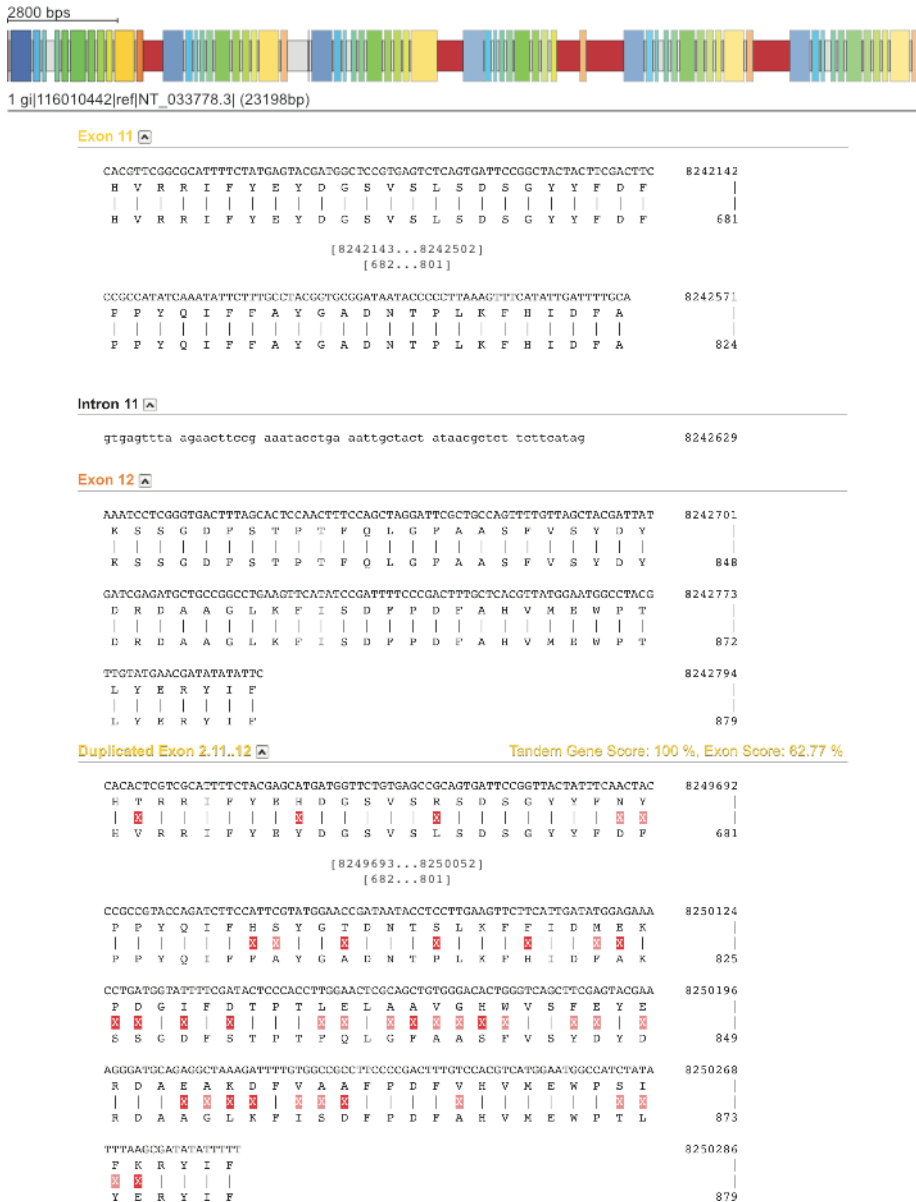 2800 bps
1 gi|116010442|ref|NT_033778.3| (23198bp)
Exon 11
CACGTTCGGCGCATTTTCTATGAGTACGATGGCTCCGTGAGTCTCAGTGATTCCGGCTACTACTTCGACTTC 8242142
H V R R I F Y E Y D G S V S L S D S G Y Y F D F |
| | | | | | | | | | | | | | | | | | | | | | | | |
H V R R I F Y E Y D G S V S L S D S G Y Y F D F 681
[8242143...8242502]
[682...801]
CCGCCATATCAAATATTCTTTGCCTACGGTGCGGATAATACCCCCTTAAAGTTTCATATTGATTTTGCA 8242571
P P Y Q I F F A Y G A D N T P L K F H I D F A |
| | | | | | | | | | | | | | | | | | | | | | | |
P P Y Q I F F A Y G A D N T P L K F H I D F A 824
Intron 11
gtgagtttta agaacttccg aaatacctga aattgctact ataacgctct tcttcatag 8242629
Exon 12
AAATCCTCGGGTGACTTTAGCACTCCAACTTTCCAGCTAGGATTCGCTGCCAGTTTTGTTAGCTACGATTAT 8242701
K S S G D F S T P T F Q L G F A A S F V S Y D Y |
| | | | | | | | | | | | | | | | | | | | | | | | |
K S S G D F S T P T F Q L G F A A S F V S Y D Y 848
GATCGAGATGCTGCCGGCCTGAAGTTCATATCCGATTTTCCCGACTTTGCTCACGTTATGGAATGGCCTACG 8242773
D R D A A G L K F I S D F P D F A H V M E W P T |
| | | | | | | | | | | | | | | | | | | | | | | | |
D R D A A G L K F I S D F P D F A H V M E W P T 872
TTGTATGAACGATATATATTC 8242794
L Y E R Y I F |
| | | | | | | |
L Y E R Y I F 879
Duplicated Exon 2.11..12 Tandem Gene Score: 100 %, Exon Score: 62.77 %
CACACTCGTCGCATTTTCTACGAGCATGATGGTTCTGTGAGCCGCAGTGATTCCGGTTACTATTTCAACTAC 8249692
H T R R I F Y E H D G S V S R S D S G Y Y F N Y |
| X | | | | | | X | | | | | X | | | | | | | X X |
H V R R I F Y E Y D G S V S L S D S G Y Y F D F 681
[8249693...8250052]
[682...801]
CCGCCGTACCAGATCTTCCATTCGTATGGAACCGATAATACCTCCTTGAAGTTCTTCATTGATATGGAGAAA 8250124
P P Y Q I F H S Y G T D N T S L K F F I D M E K |
| | | | | | X X | | X | | | X | | | X | | X X | |
P P Y Q I F F A Y G A D N T P L K F H I D F A K 825
CCTGATGGTATTTTCGATACTCCCACCTTGGAACTCGCAGCTGTGGGACACTGGGTCAGCTTCGAGTACGAA 8250196
P D G I F D T P T L E L A A V G H W V S F E Y E |
X X | X | X | | | X X | X X X X X X | | X X | X |
S S G D F S T P T F Q L G F A A S F V S Y D Y D 849
AGGGATGCAGAGGCTAAAGATTTTGTGGCCGCCTTCCCCGACTTTGTCCACGTCATGGAATGGCCATCTATA 8250268
R D A E A K D F V A A F P D F V H V M E W P S I |
| | | X X X X | X X X | | | | X | | | | | | X X |
R D A A G L K F I S D F P D F A H V M E W P T L 873
TTTAAGCGATATATTTTT 8250286
F K R Y I F |
X X | | | | |
Y E R Y I F 879